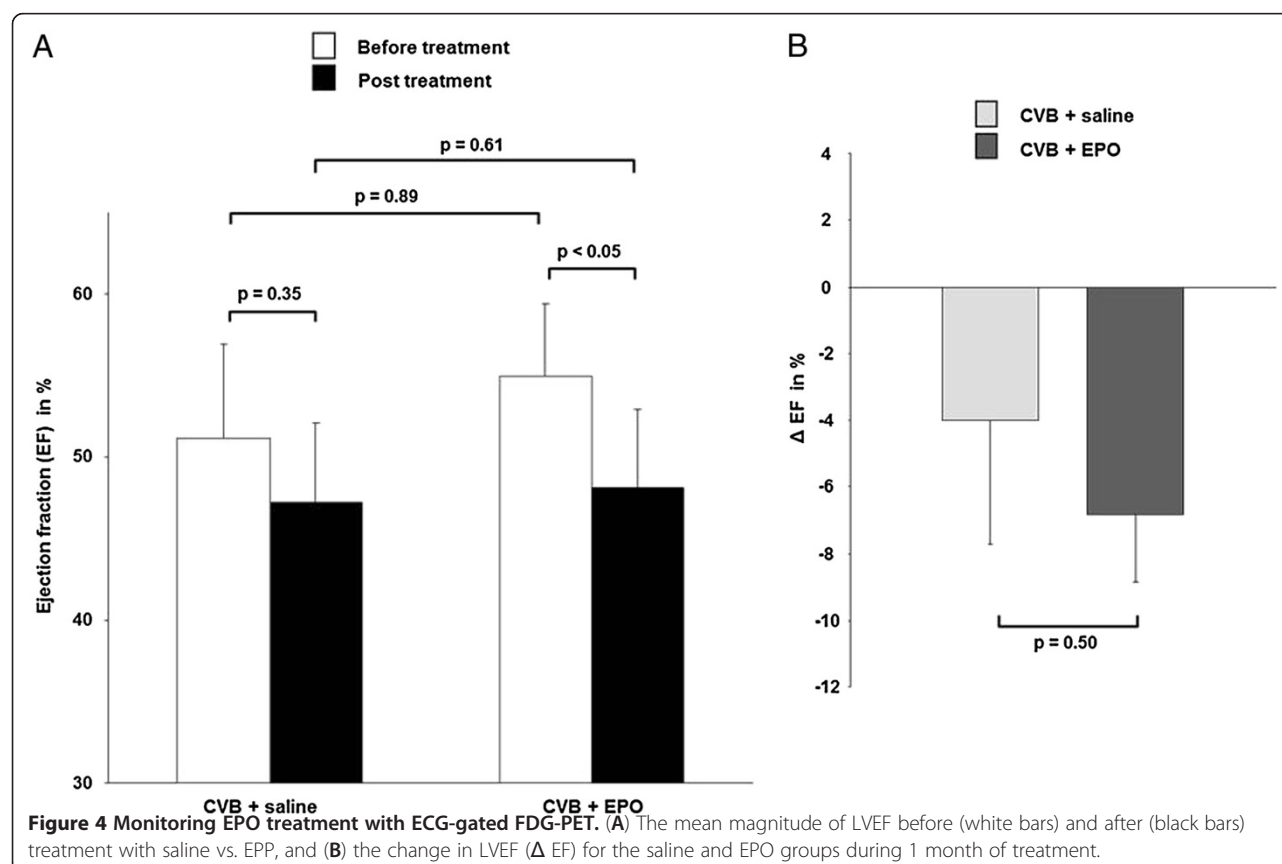 A
Before treatment
Post treatment
p = 0.61
p = 0.89
p < 0.05
p = 0.35
60
50
40
30
Ejection fraction (EF) in %
CVB + saline
CVB + EPO
B
CVB + saline
CVB + EPO
4
2
0
-2
-4
-6
-8
-10
-12
Δ EF in %
p = 0.50
Figure 4 Monitoring EPO treatment with ECG-gated FDG-PET. (A) The mean magnitude of LVEF before (white bars) and after (black bars)
treatment with saline vs. EPP, and (B) the change in LVEF (Δ EF) for the saline and EPO groups during 1 month of treatment.